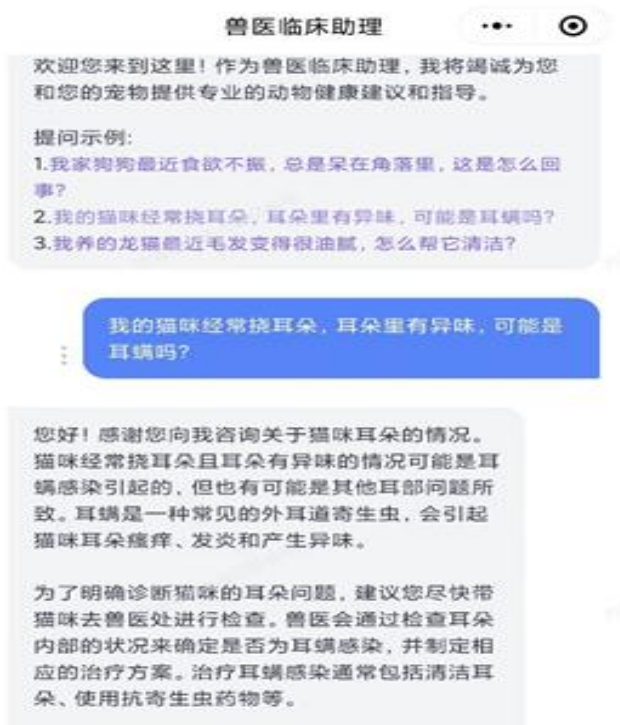 兽医临床助理
欢迎您来到这里！作为兽医临床助理，我将竭诚为您
和您的宠物提供专业的动物健康建议和指导。
提问示例:
1.我家狗狗最近食欲不振，总是呆在角落里，这是怎么回
事?
2.我的猫咪经常挠耳朵，耳朵里有异味，可能是耳螨吗?
3.我养的龙猫最近毛发变得很油腻，怎么帮它清洁?
我的猫咪经常挠耳朵，耳朵里有异味，可能是
耳螨吗?
您好！感谢您向我咨询关于猫咪耳朵的情况。
猫咪经常挠耳朵且耳朵有异味的情况可能是耳
螨感染引起的，但也有可能是其他耳部问题所
致。耳螨是一种常见的外耳道寄生虫，会引起
猫咪耳朵瘙痒、发炎和产生异味。
为了明确诊断猫咪的耳朵问题，建议您尽快带
猫咪去兽医处进行检查。兽医会通过检查耳朵
内部的状况来确定是否为耳螨感染，并制定相
应的治疗方案。治疗耳螨感染通常包括清洁耳
朵、使用抗寄生虫药物等。